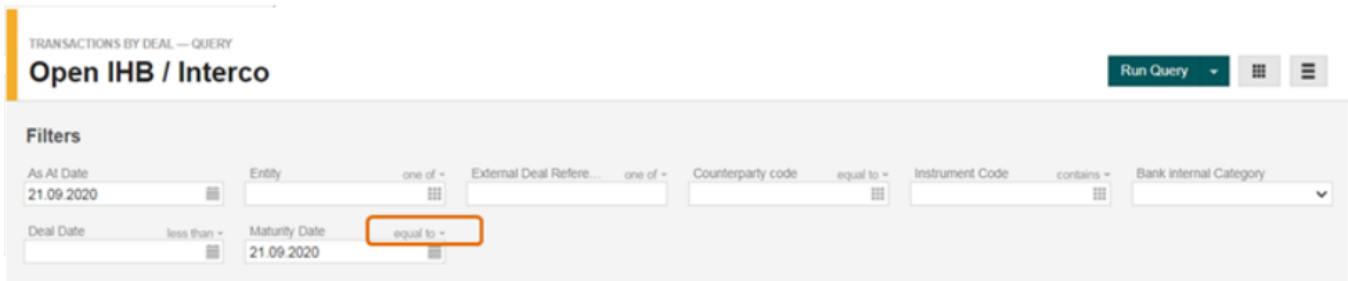 TRANSACTIONS BY DEAL — QUERY
Open IHB / Interco
Run Query
Filters
As At Date Entity one of External Deal Refere... one of Counterparty code equal to Instrument Code contains Bank internal Category
21.09.2020
Deal Date less than Maturity Date equal to
21.09.2020